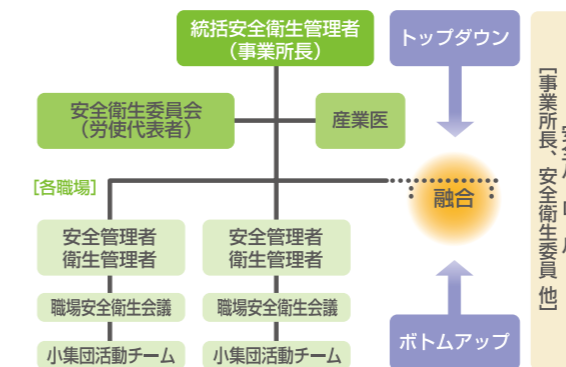 統括安全衛生管理者
（事業所長）
トップダウン
安全衛生委員会
（労使代表者）
産業医
［各職場］
融合
安全管理者
衛生管理者
安全管理者
衛生管理者
職場安全衛生会議
職場安全衛生会議
小集団活動チーム
小集団活動チーム
ボトムアップ
［事業所長、安全衛生委員 他］